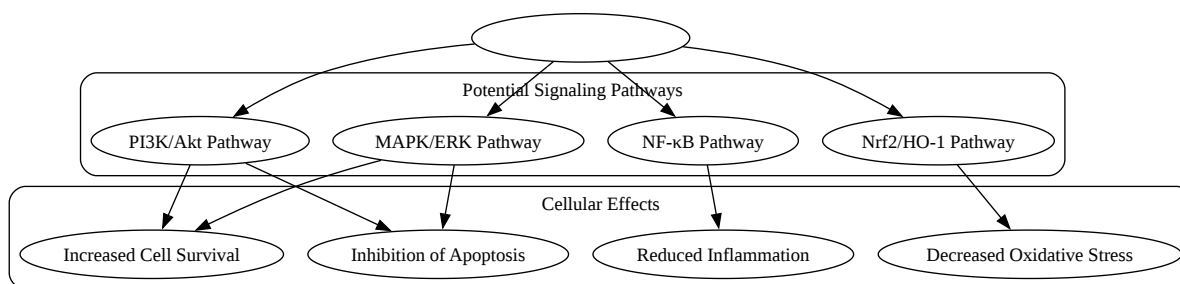 Potential Signaling Pathways
PI3K/Akt Pathway
MAPK/ERK Pathway
NF-κB Pathway
Nrf2/HO-1 Pathway
Cellular Effects
Increased Cell Survival
Inhibition of Apoptosis
Reduced Inflammation
Decreased Oxidative Stress